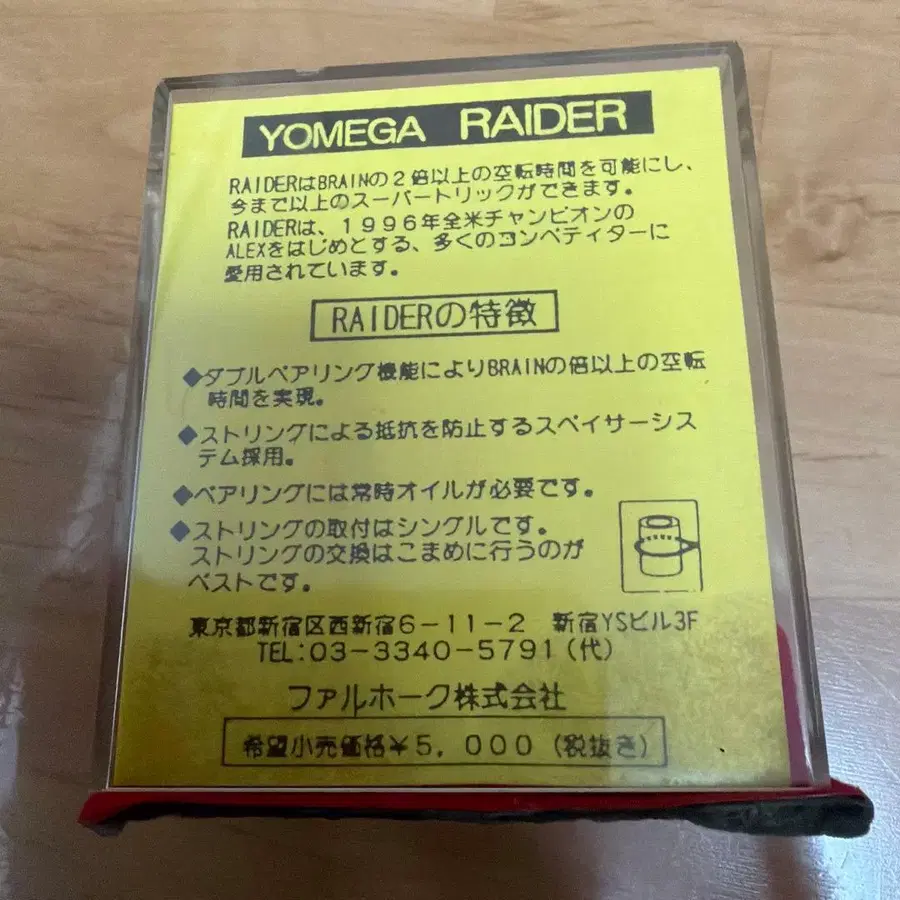 YOMEGA RAIDER
RAIDERはBRAINの2倍以上の空転時間を可能にし、
今まで以上のスーパートリックができます。
RAIDERは、1996年全米チャンピオンの
ALEXをはじめとする、多くのコンペティターに
愛用されています。
RAIDERの特徴
◆ダブルベアリング機能によりBRAINの倍以上の空転
時間を実現。
◆ストリングによる抵抗を防止するスペイサーシス
テム採用。
◆ベアリングには常時オイルが必要です。
◆ストリングの取付はシングルです。
ストリングの交換はこまめに行うのが
ベストです。
東京都新宿区西新宿6-11-2 新宿YSビル3F
TEL:03-3340-5791(代)
ファルホーク株式会社
希望小売価格¥5,000(税抜き)